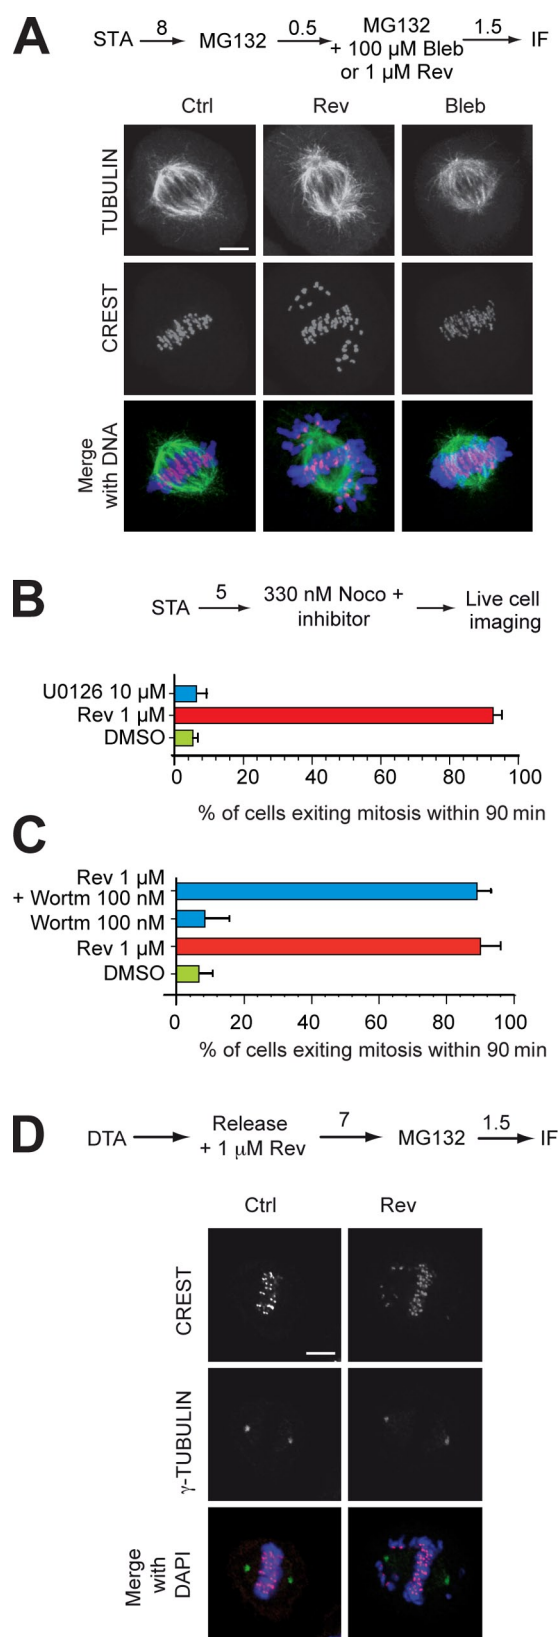 A
STA 8 MG132 0.5 MG132 + 100 µM Bleb or 1 µM Rev 1.5 IF
Ctrl Rev Bleb
TUBULIN
CREST
Merge with DNA
B
STA 5 330 nM Noco + inhibitor Live cell imaging
U0126 10 µM
Rev 1 µM
DMSO
0 20 40 60 80 100
% of cells exiting mitosis within 90 min
C
Rev 1 µM
+ Wortm 100 nM
Wortm 100 nM
Rev 1 µM
DMSO
0 20 40 60 80 100
% of cells exiting mitosis within 90 min
D
DTA Release + 1 µM Rev 7 MG132 1.5 IF
Ctrl Rev
CREST
γ-TUBULIN
Merge with DAPI